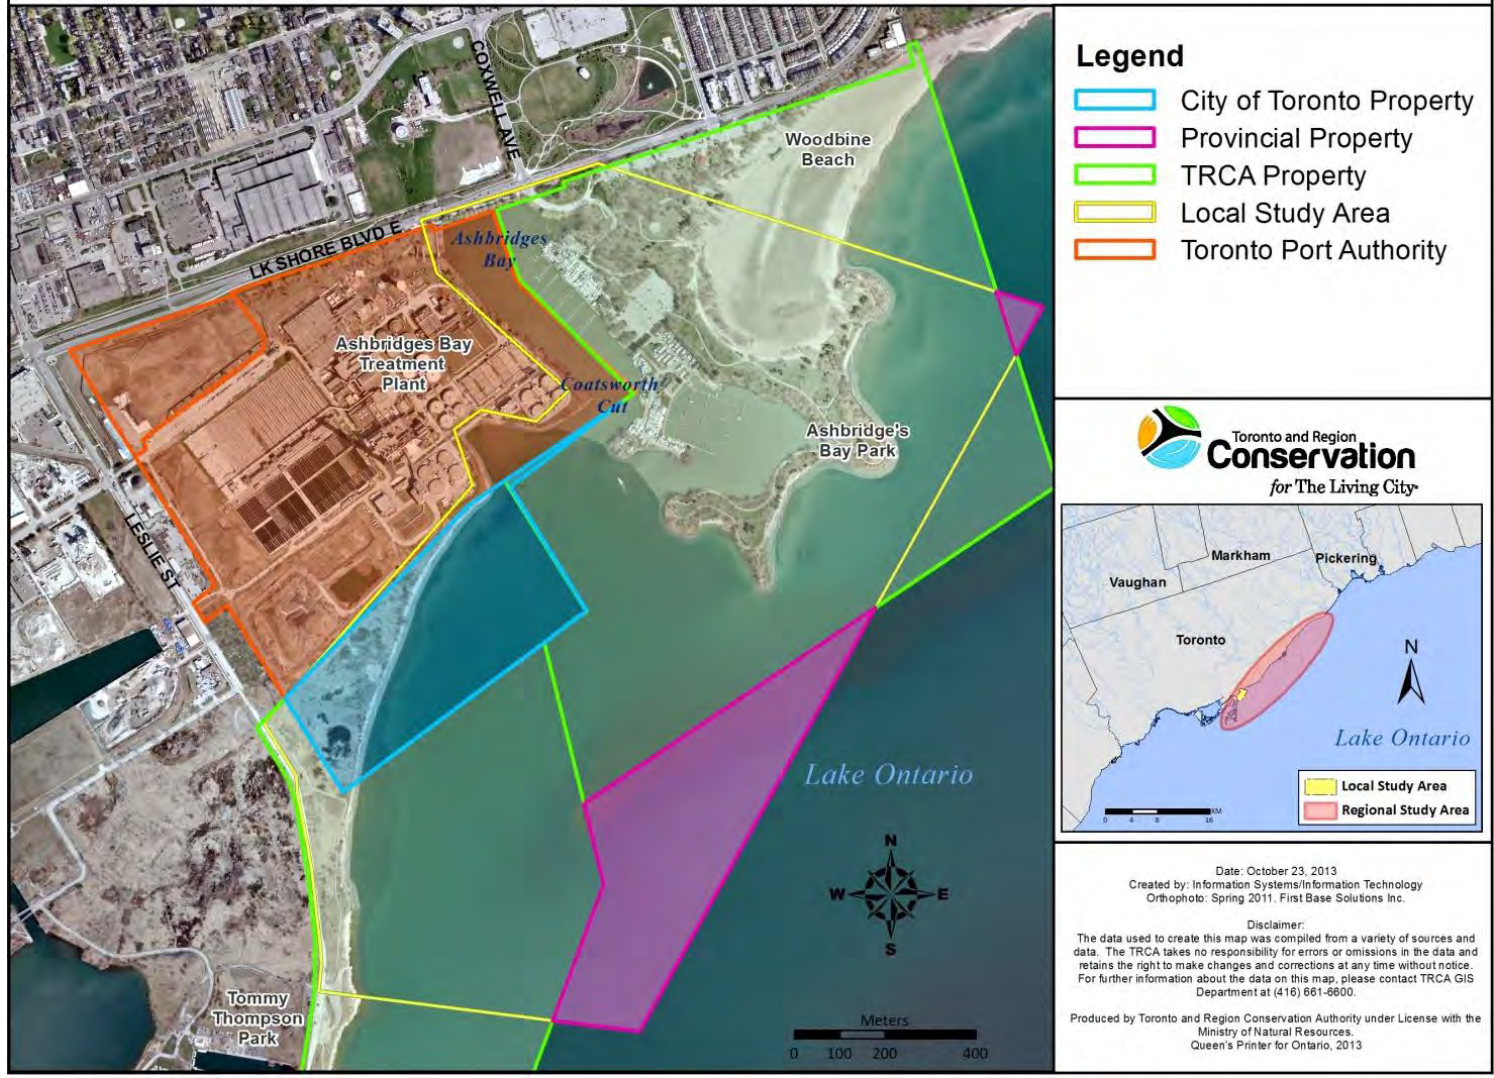 COXWELL AVE
Woodbine
Beach
LK SHORE BLVD E
Ashbridges
Bay
Ashbridges Bay
Treatment
Plant
Coatsworth
Cut
Ashbridge's
Bay Park
LESLIE ST
Lake Ontario
N
W
E
S
Tommy
Thompson
Park
Meters
0 100 200 400
Legend
City of Toronto Property
Provincial Property
TRCA Property
Local Study Area
Toronto Port Authority
Toronto and Region
Conservation
for The Living City
Markham
Pickering
Vaughan
Toronto
N
Lake Ontario
Local Study Area
Regional Study Area
KM
0 4 8 16
Date: October 23, 2013
Created by: Information Systems/Information Technology
Orthophoto: Spring 2011, First Base Solutions Inc.
Disclaimer:
The data used to create this map was compiled from a variety of sources and
data. The TRCA takes no responsibility for errors or omissions in the data and
retains the right to make changes and corrections at any time without notice.
For further information about the data on this map, please contact TRCA GIS
Department at (416) 661-6600.
Produced by Toronto and Region Conservation Authority under License with the
Ministry of Natural Resources.
Queen's Printer for Ontario, 2013